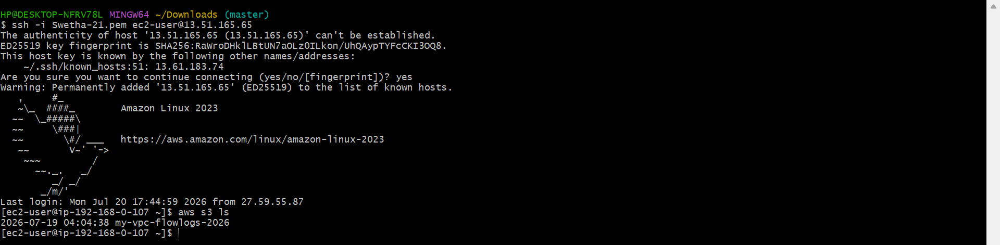 HP@DESKTOP-NFRV78L MINGW64 ~/Downloads (master)
$ ssh -i Swetha-21.pem ec2-user@13.51.165.65
The authenticity of host '13.51.165.65 (13.51.165.65)' can't be established.
ED25519 key fingerprint is SHA256:RaWroDHklLBtUN7aOLz0ILkon/UhQAypTYFcCKI3OQ8.
This host key is known by the following other names/addresses:
    ~/.ssh/known_hosts:51: 13.61.183.74
Are you sure you want to continue connecting (yes/no/[fingerprint])? yes
Warning: Permanently added '13.51.165.65' (ED25519) to the list of known hosts.
   ,     #_
   ~\_  ####_        Amazon Linux 2023
  ~~  \_#####\
  ~~     \###|
  ~~       \#/ ___   https://aws.amazon.com/linux/amazon-linux-2023
   ~~       V~' '->
    ~~~         /
      ~~._.   _/
         _/ _/
       _/m/'
Last login: Mon Jul 20 17:44:59 2026 from 27.59.55.87
[ec2-user@ip-192-168-0-107 ~]$ aws s3 ls
2026-07-19 04:04:38 my-vpc-flowlogs-2026
[ec2-user@ip-192-168-0-107 ~]$